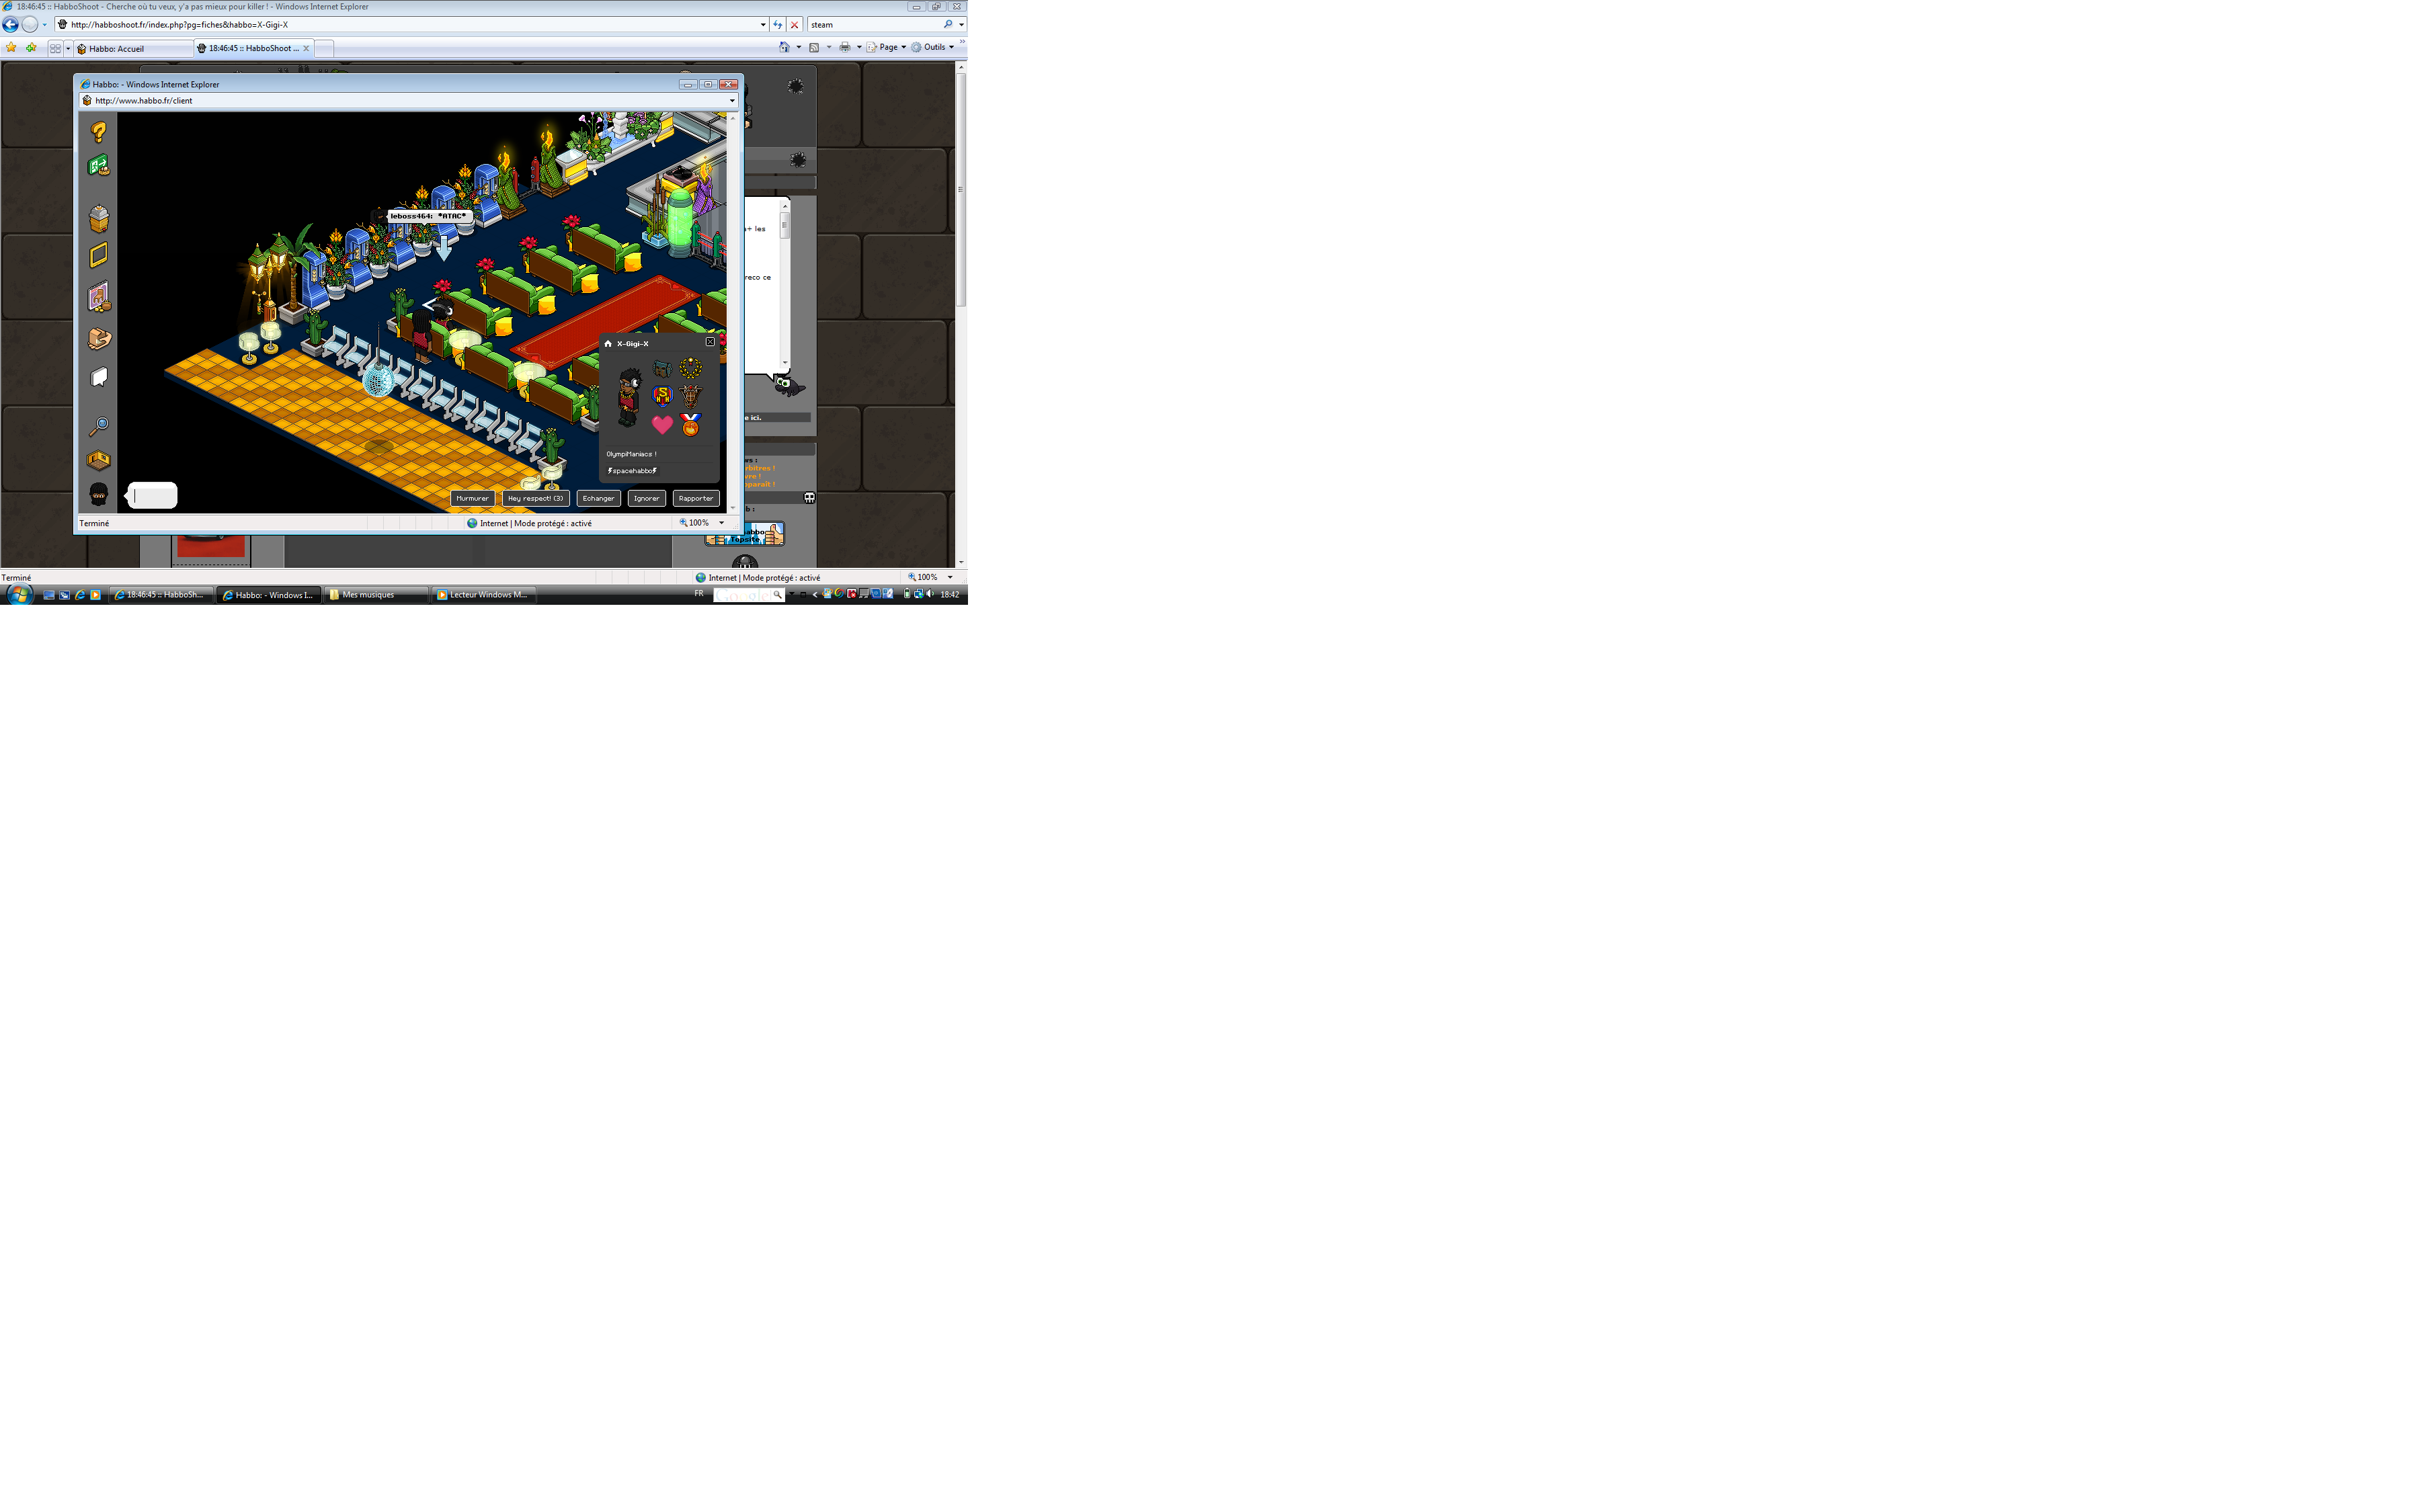 18:46:45 :: HabboShoot - Cherche où tu veux, y'a pas mieux pour killer ! - Windows Internet Explorer
http://habboshoot.fr/index.php?pg=fiches&habbo=X-Gigi-X
steam
Habbo: Accueil
18:46:45 :: HabboShoot ...
Page
Outils
Habbo: - Windows Internet Explorer
http://www.habbo.fr/client
leboss464: *ATAC*
a+ les
reco ce
X-Gigi-X
OlympiManiacs !
spacehabbo
Murmurer
Hey respect! (3)
Echanger
Ignorer
Rapporter
e ici.
ws :
rbitres !
vre !
pparaît !
b :
Topsite
Terminé
Internet | Mode protégé : activé
100%
Terminé
Internet | Mode protégé : activé
100%
18:46:45 :: HabboSh...
Habbo: - Windows I...
Mes musiques
Lecteur Windows M...
FR
Google
18:42